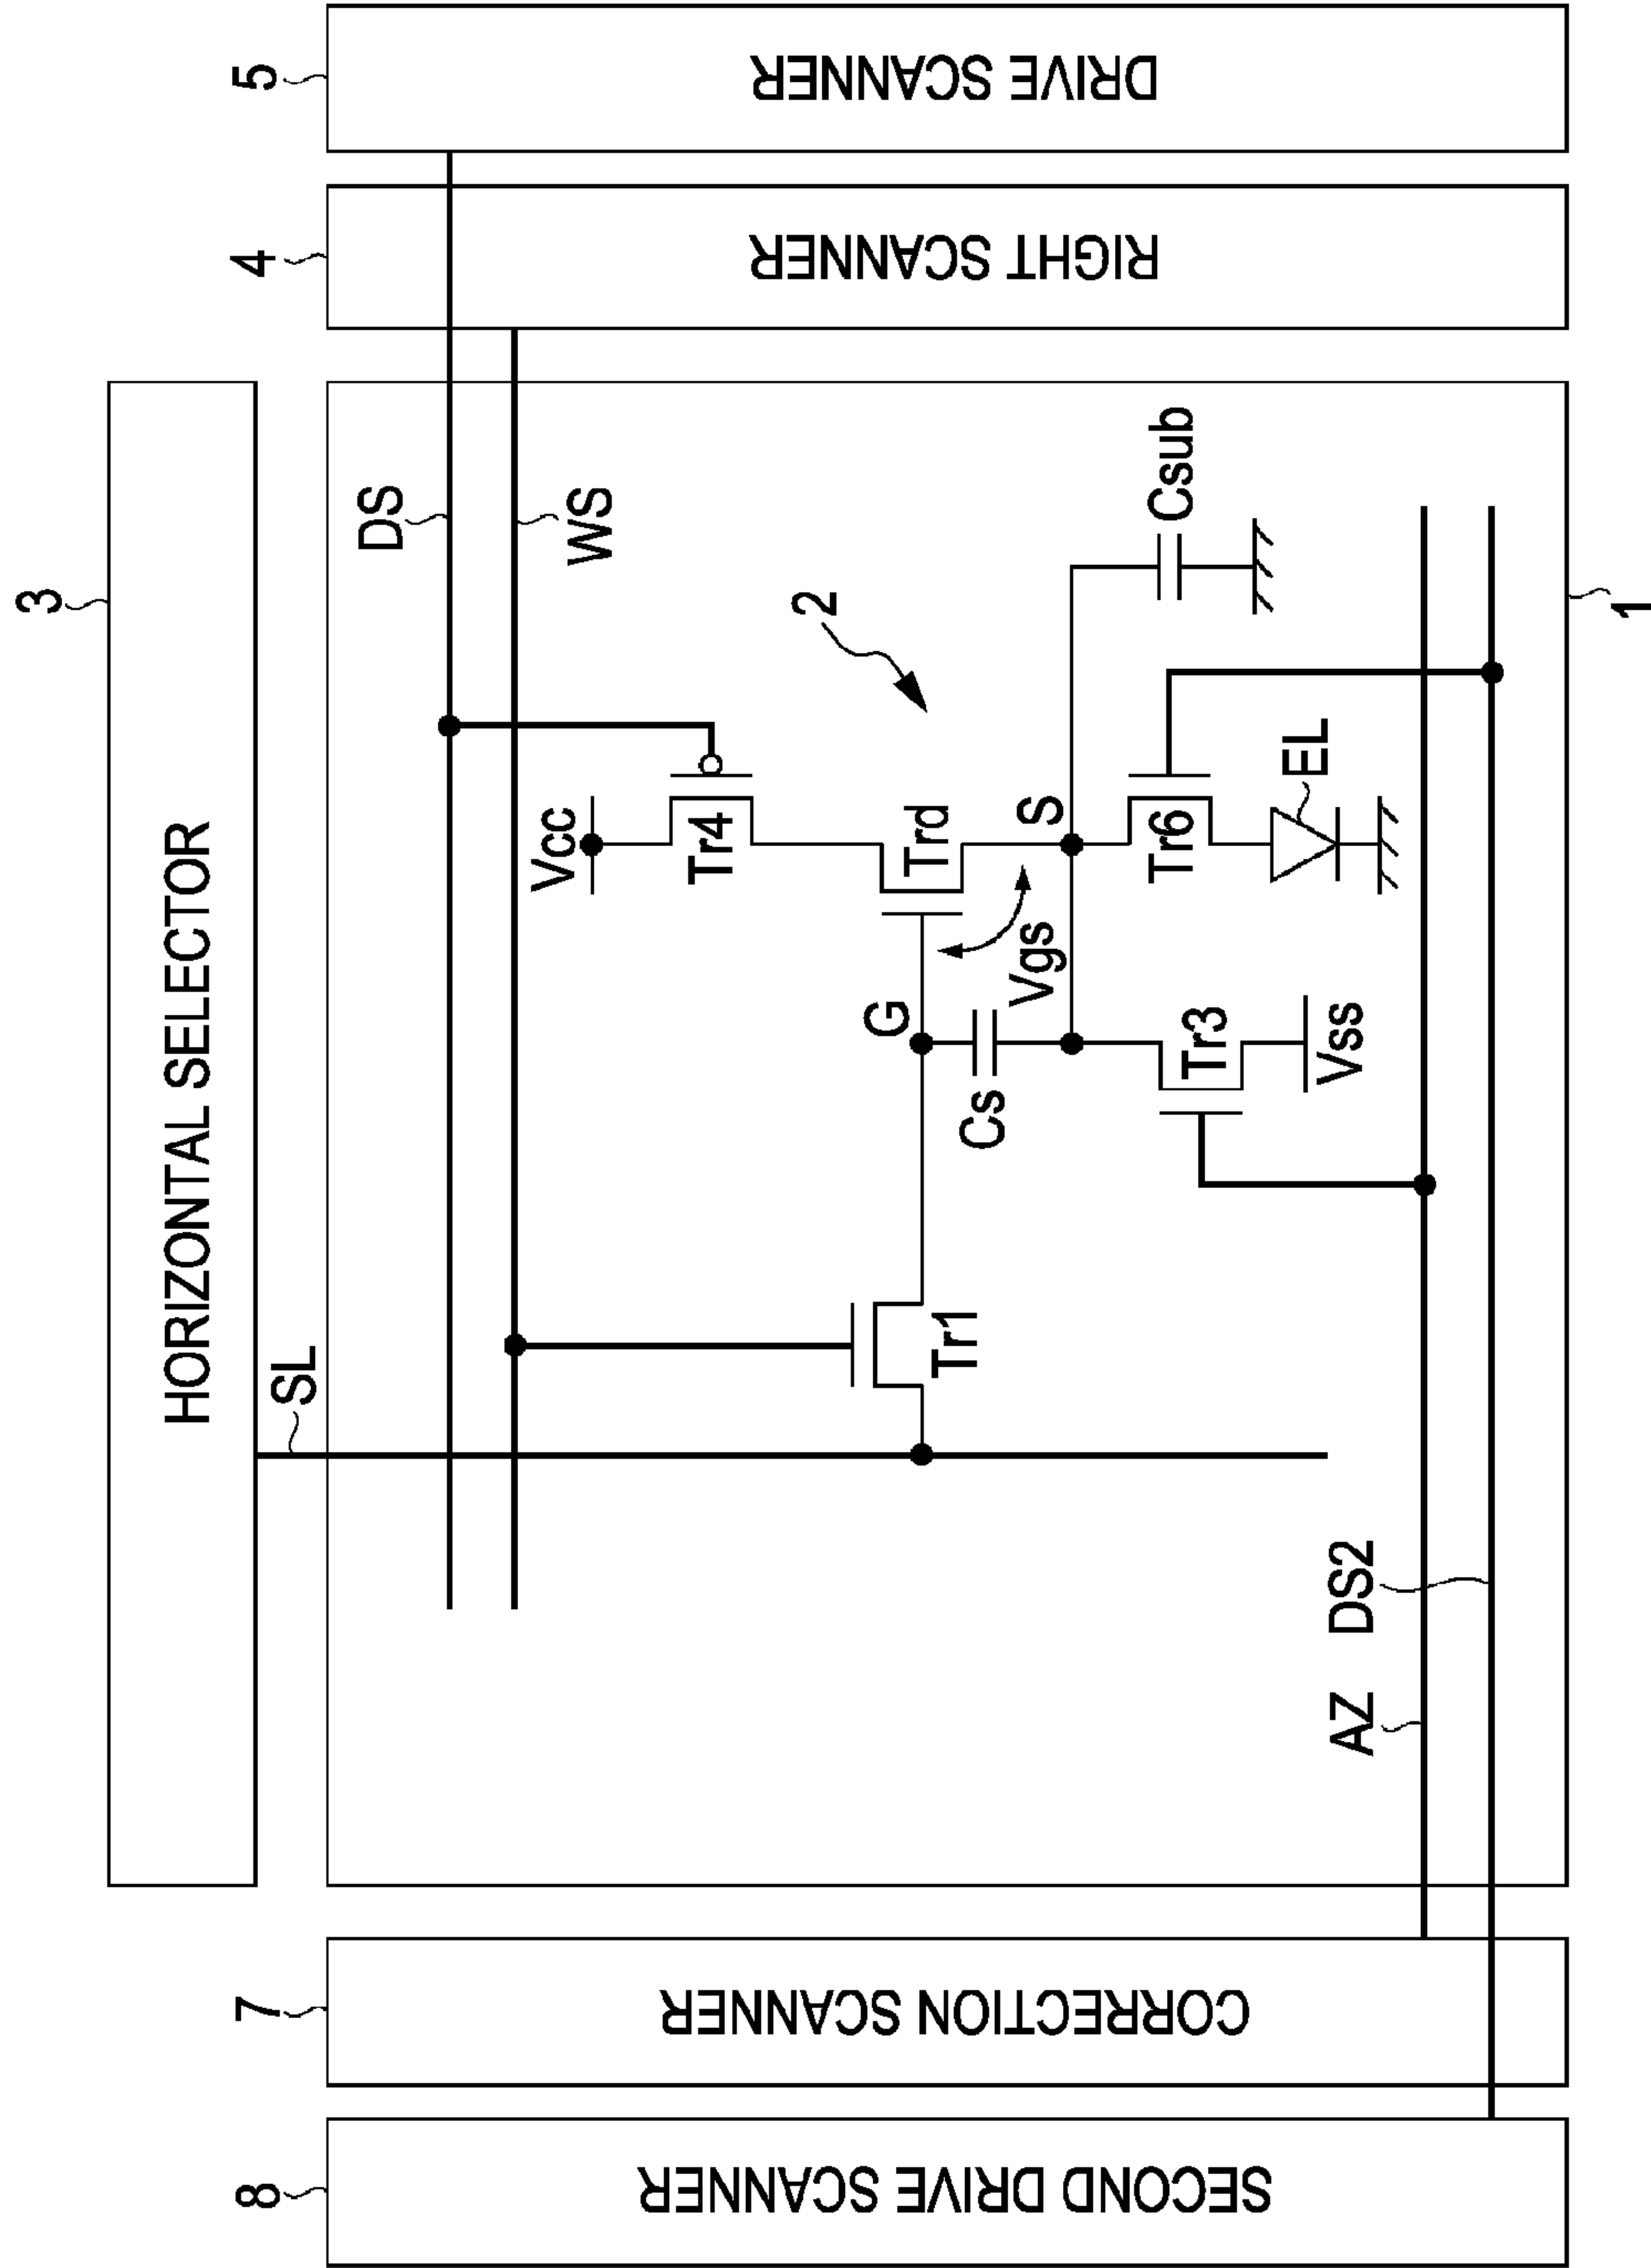 3
HORIZONTAL SELECTOR
8
7
SL
4
5
SECOND DRIVE SCANNER
CORRECTION SCANNER
RIGHT SCANNER
DRIVE SCANNER
DS
WS
Vcc
Tr4
2
G
Trd
Tr1
Cs
Vgs
S
Csub
Tr3
Tr6
Vss
EL
AZ
DS2
1